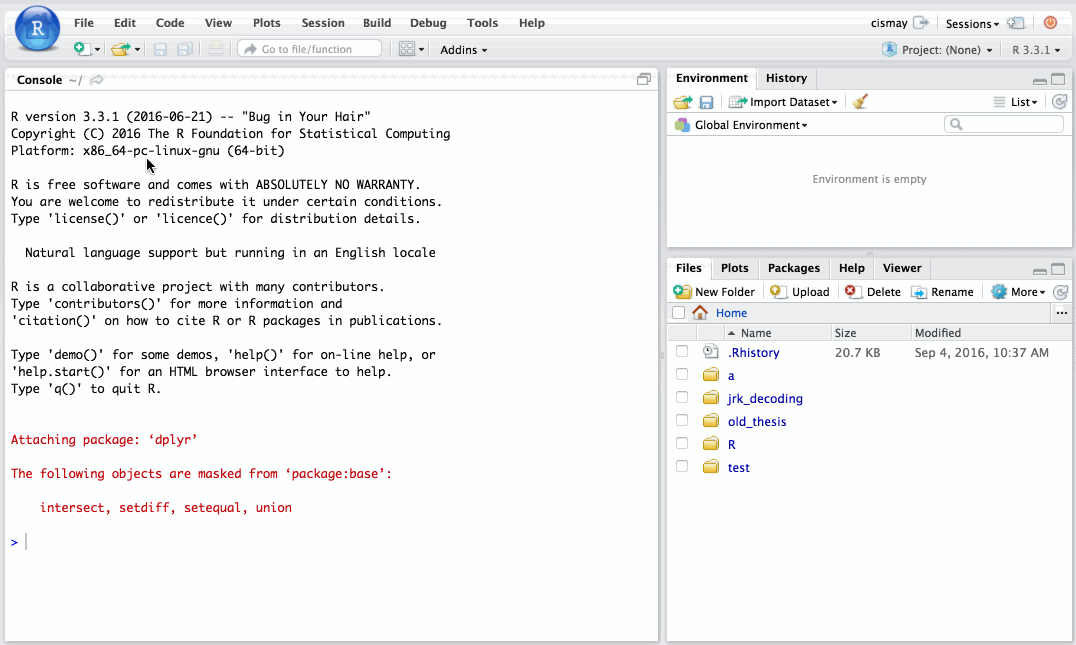 R File Edit Code View Plots Session Build Debug Tools Help cismay Sessions
Go to file/function Addins Project: (None) R 3.3.1
Console ~/
R version 3.3.1 (2016-06-21) -- "Bug in Your Hair"
Copyright (C) 2016 The R Foundation for Statistical Computing
Platform: x86_64-pc-linux-gnu (64-bit)
R is free software and comes with ABSOLUTELY NO WARRANTY.
You are welcome to redistribute it under certain conditions.
Type 'license()' or 'licence()' for distribution details.
Natural language support but running in an English locale
R is a collaborative project with many contributors.
Type 'contributors()' for more information and
'citation()' on how to cite R or R packages in publications.
Type 'demo()' for some demos, 'help()' for on-line help, or
'help.start()' for an HTML browser interface to help.
Type 'q()' to quit R.
Attaching package: ‘dplyr’
The following objects are masked from ‘package:base’:
intersect, setdiff, setequal, union
>
Environment History
Import Dataset List
Global Environment
Environment is empty
Files Plots Packages Help Viewer
New Folder Upload Delete Rename More
Home ...
Name Size Modified
.Rhistory 20.7 KB Sep 4, 2016, 10:37 AM
a
jrk_decoding
old_thesis
R
test